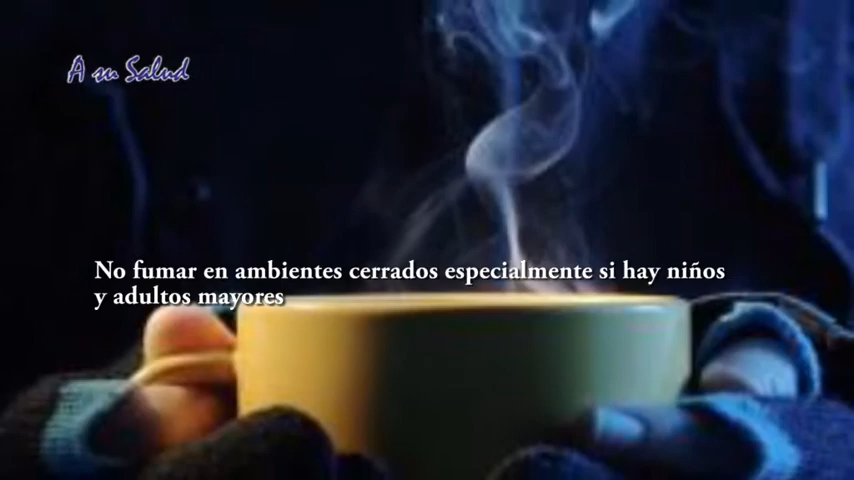 A su Salud
No fumar en ambientes cerrados especialmente si hay niños
y adultos mayores